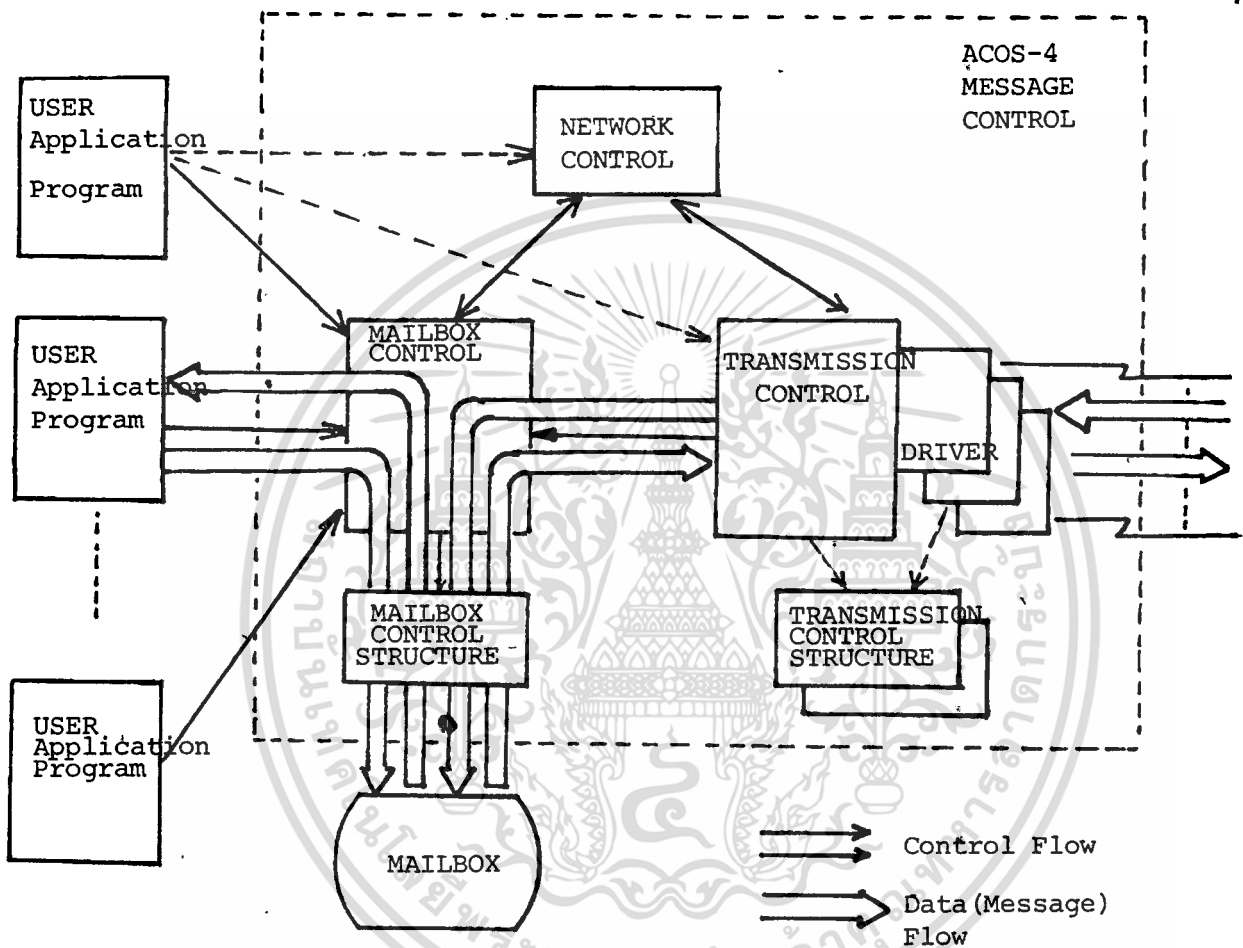 ACOS-4
MESSAGE
CONTROL
USER
Application
Program
NETWORK
CONTROL
USER
Application
Program
MAILBOX
CONTROL
TRANSMISSION
CONTROL
DRIVER
MAILBOX
CONTROL
STRUCTURE
TRANSMISSION
CONTROL
STRUCTURE
USER
Application
Program
MAILBOX
Control Flow
Data(Message)
Flow